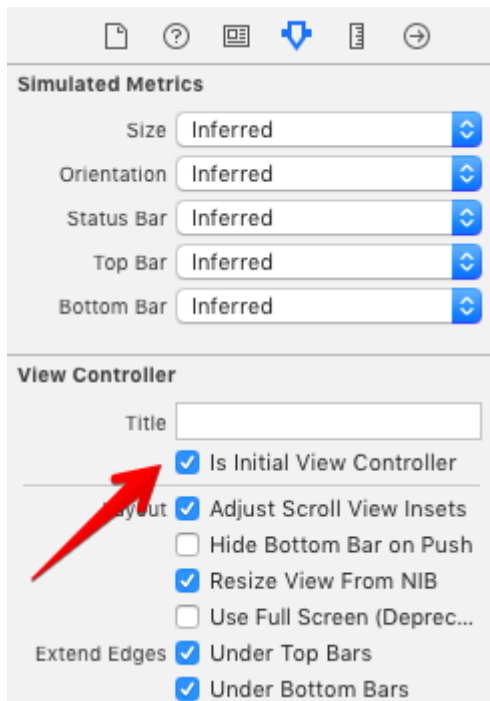 Simulated Metrics
Size Inferred
Orientation Inferred
Status Bar Inferred
Top Bar Inferred
Bottom Bar Inferred
View Controller
Title
Is Initial View Controller
Adjust Scroll View Insets
Hide Bottom Bar on Push
Resize View From NIB
Use Full Screen (Deprec...
Extend Edges Under Top Bars
Under Bottom Bars